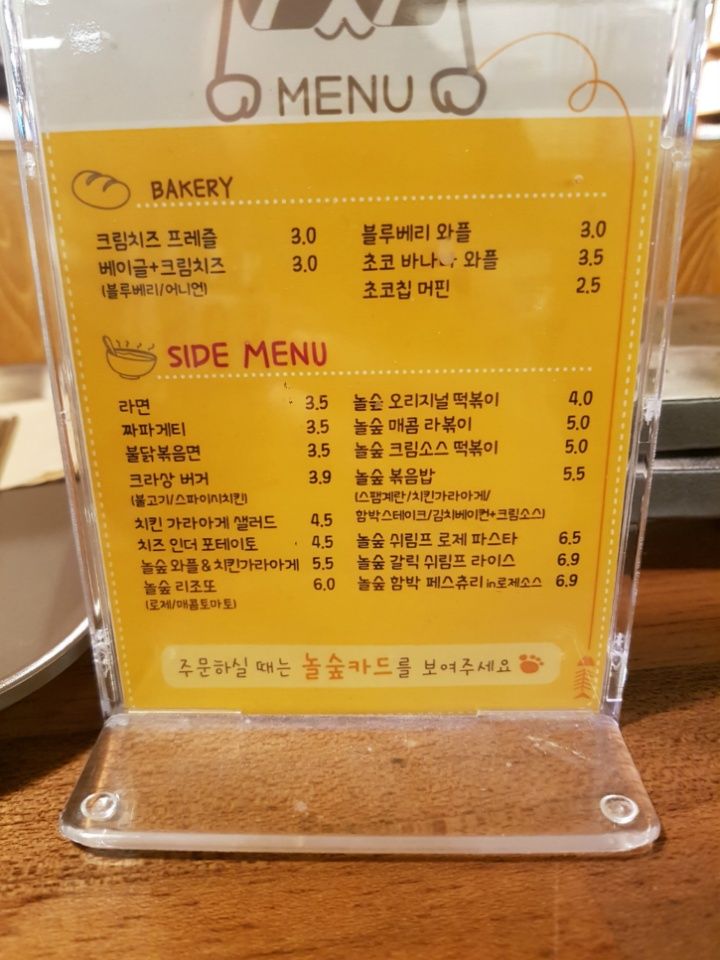 MENU
BAKERY
크림치즈 프레즐 3.0
베이글+크림치즈 3.0
(블루베리/어니언)
블루베리 와플 3.0
초코 바나나 와플 3.5
초코칩 머핀 2.5
SIDE MENU
라면 3.5
짜파게티 3.5
불닭볶음면 3.5
크라상 버거 3.9
(불고기/스파이시치킨)
치킨 가라아게 샐러드 4.5
치즈 인더 포테이토 4.5
놀숲 와플&치킨가라아게 5.5
놀숲 리조또 6.0
(로제/매콤토마토)
놀숲 오리지널 떡볶이 4.0
놀숲 매콤 라볶이 5.0
놀숲 크림소스 떡볶이 5.0
놀숲 볶음밥 5.5
(스팸계란/치킨가라아게/
함박스테이크/김치베이컨+크림소스)
놀숲 쉬림프 로제 파스타 6.5
놀숲 갈릭 쉬림프 라이스 6.9
놀숲 함박 페스츄리 in로제소스 6.9
주문하실 때는 놀숲카드를 보여주세요